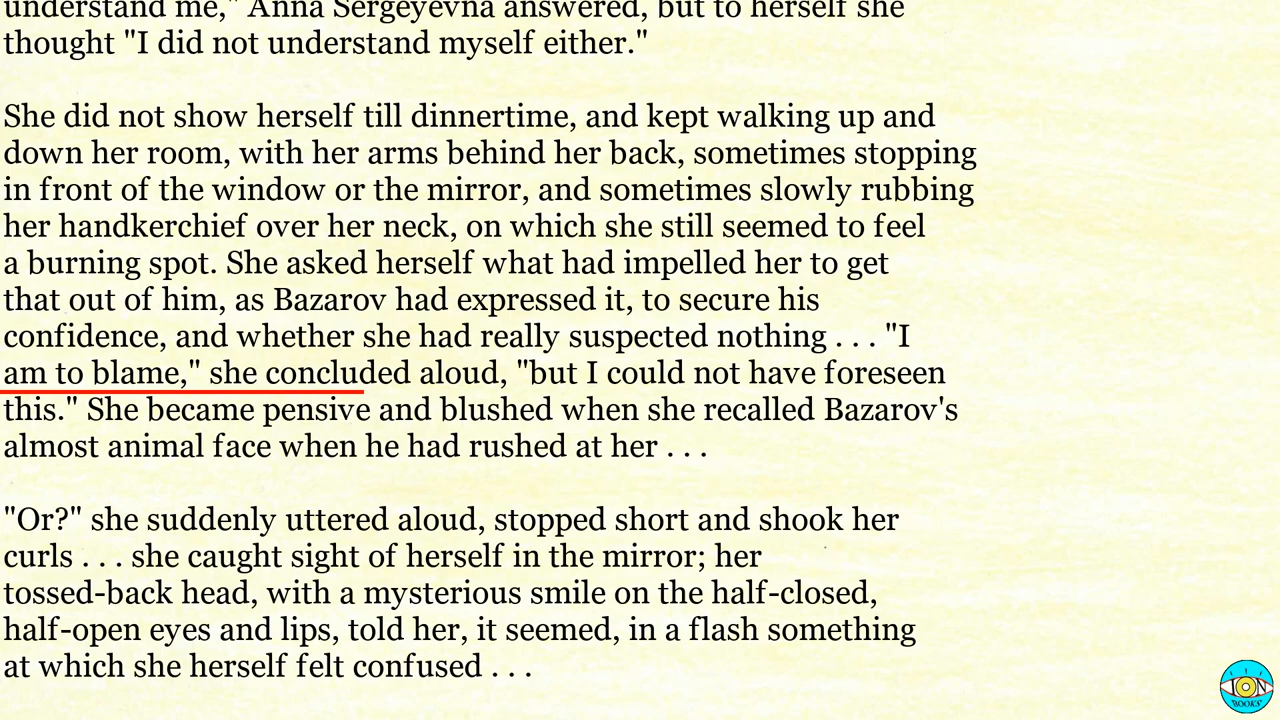 understand me," Anna Sergeyevna answered, but to herself she
thought "I did not understand myself either."
She did not show herself till dinnertime, and kept walking up and
down her room, with her arms behind her back, sometimes stopping
in front of the window or the mirror, and sometimes slowly rubbing
her handkerchief over her neck, on which she still seemed to feel
a burning spot. She asked herself what had impelled her to get
that out of him, as Bazarov had expressed it, to secure his
confidence, and whether she had really suspected nothing . . . "I
am to blame," she concluded aloud, "but I could not have foreseen
this." She became pensive and blushed when she recalled Bazarov's
almost animal face when he had rushed at her . . .
"Or?" she suddenly uttered aloud, stopped short and shook her
curls . . . she caught sight of herself in the mirror; her
tossed-back head, with a mysterious smile on the half-closed,
half-open eyes and lips, told her, it seemed, in a flash something
at which she herself felt confused . . .
ION
BOOKS